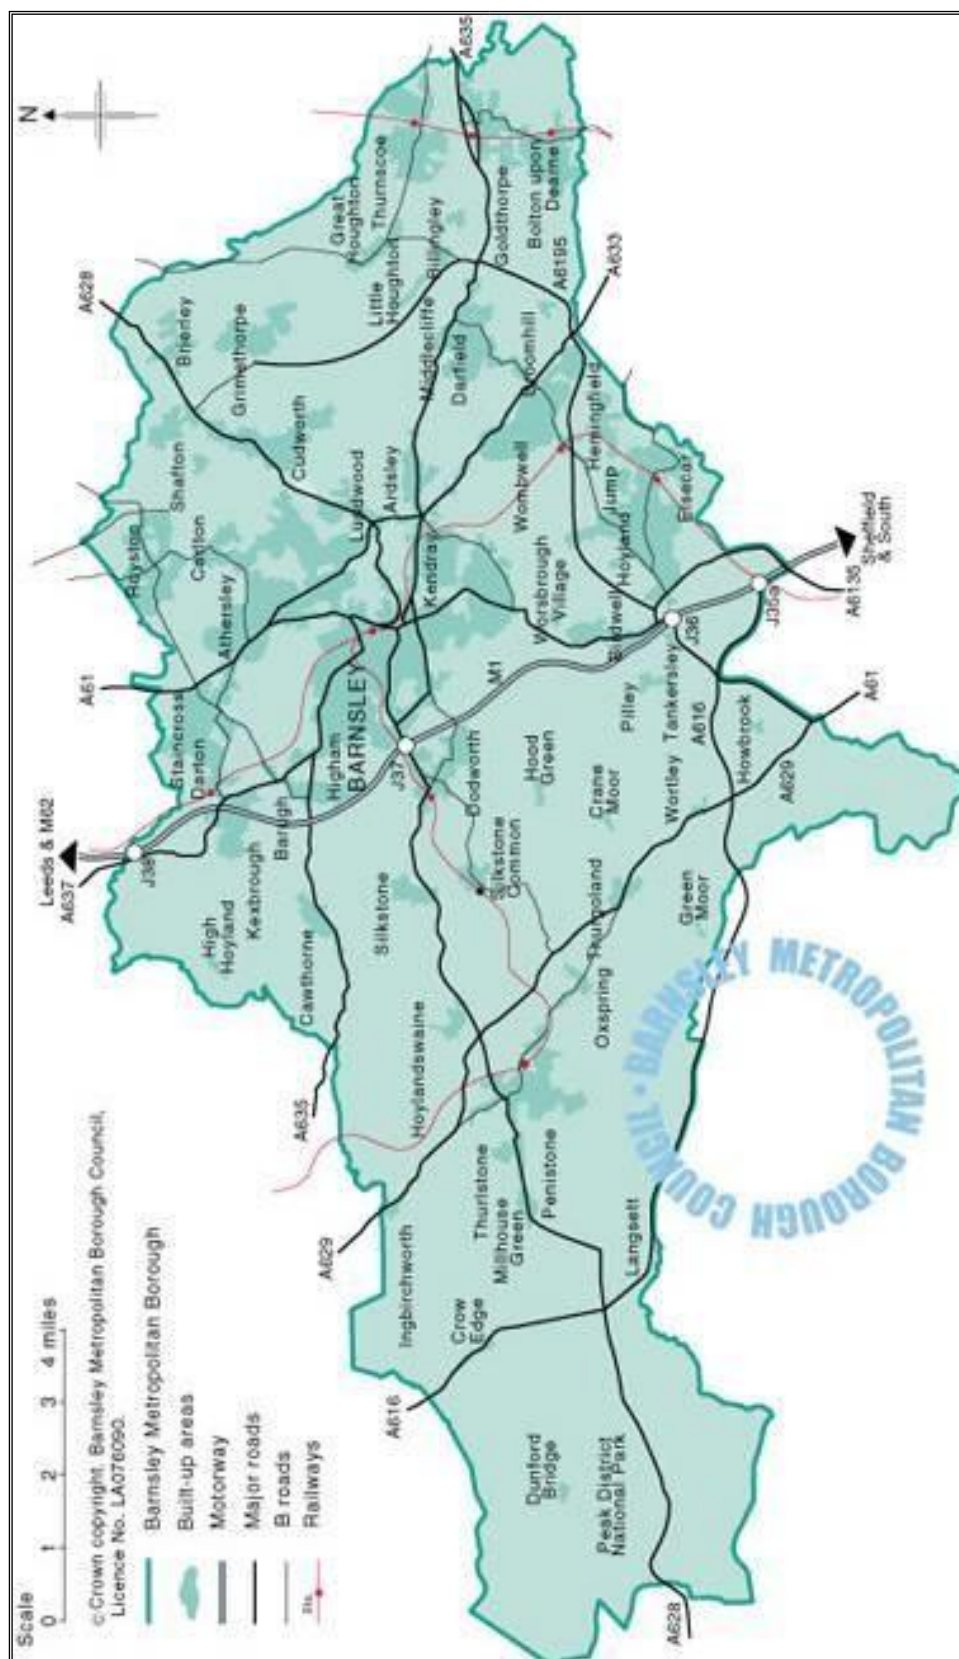 Scale
0 1 2 3 4 miles
© Crown copyright. Barnsley Metropolitan Borough Council,
Licence No. LA076090.
Barnsley Metropolitan Borough
Built-up areas
Motorway
Major roads
B roads
Sta.
Railways
N
Leeds & M62
A637
J38
A61
A628
A635
Staincross
Darton
Royston
Shafton
Carlton
Athersley
Brierley
Grimethorpe
Cudworth
Great
Houghton
Thurnscoe
Little
Houghton
Billingley
High
Hoyland
Kexbrough
Barugh
Higham
BARNSLEY
Lundwood
Ardsley
Kendray
Middlecliffe
Darfield
Goldthorpe
Bolton upon
Dearne
A635
Cawthorne
Silkstone
J37
Dodworth
M1
Silkstone
Common
Hood
Green
Worsbrough
Village
Wombwell
Broomhill
A6195
A633
Hemingfield
Jump
Hoyland
Elsecar
Birdwell
J36
J35a
A6135
Sheffield
& South
A629
Ingbirchworth
Hoylandswaine
Thurlstone
Millhouse
Green
Penistone
Oxspring
Thurgoland
Crane
Moor
Pilley
Wortley
Tankersley
A616
Howbrook
A629
A61
Green
Moor
A616
Crow
Edge
Langsett
Dunford
Bridge
Peak District
National Park
A628
BARNSLEY METROPOLITAN BOROUGH COUNCIL •